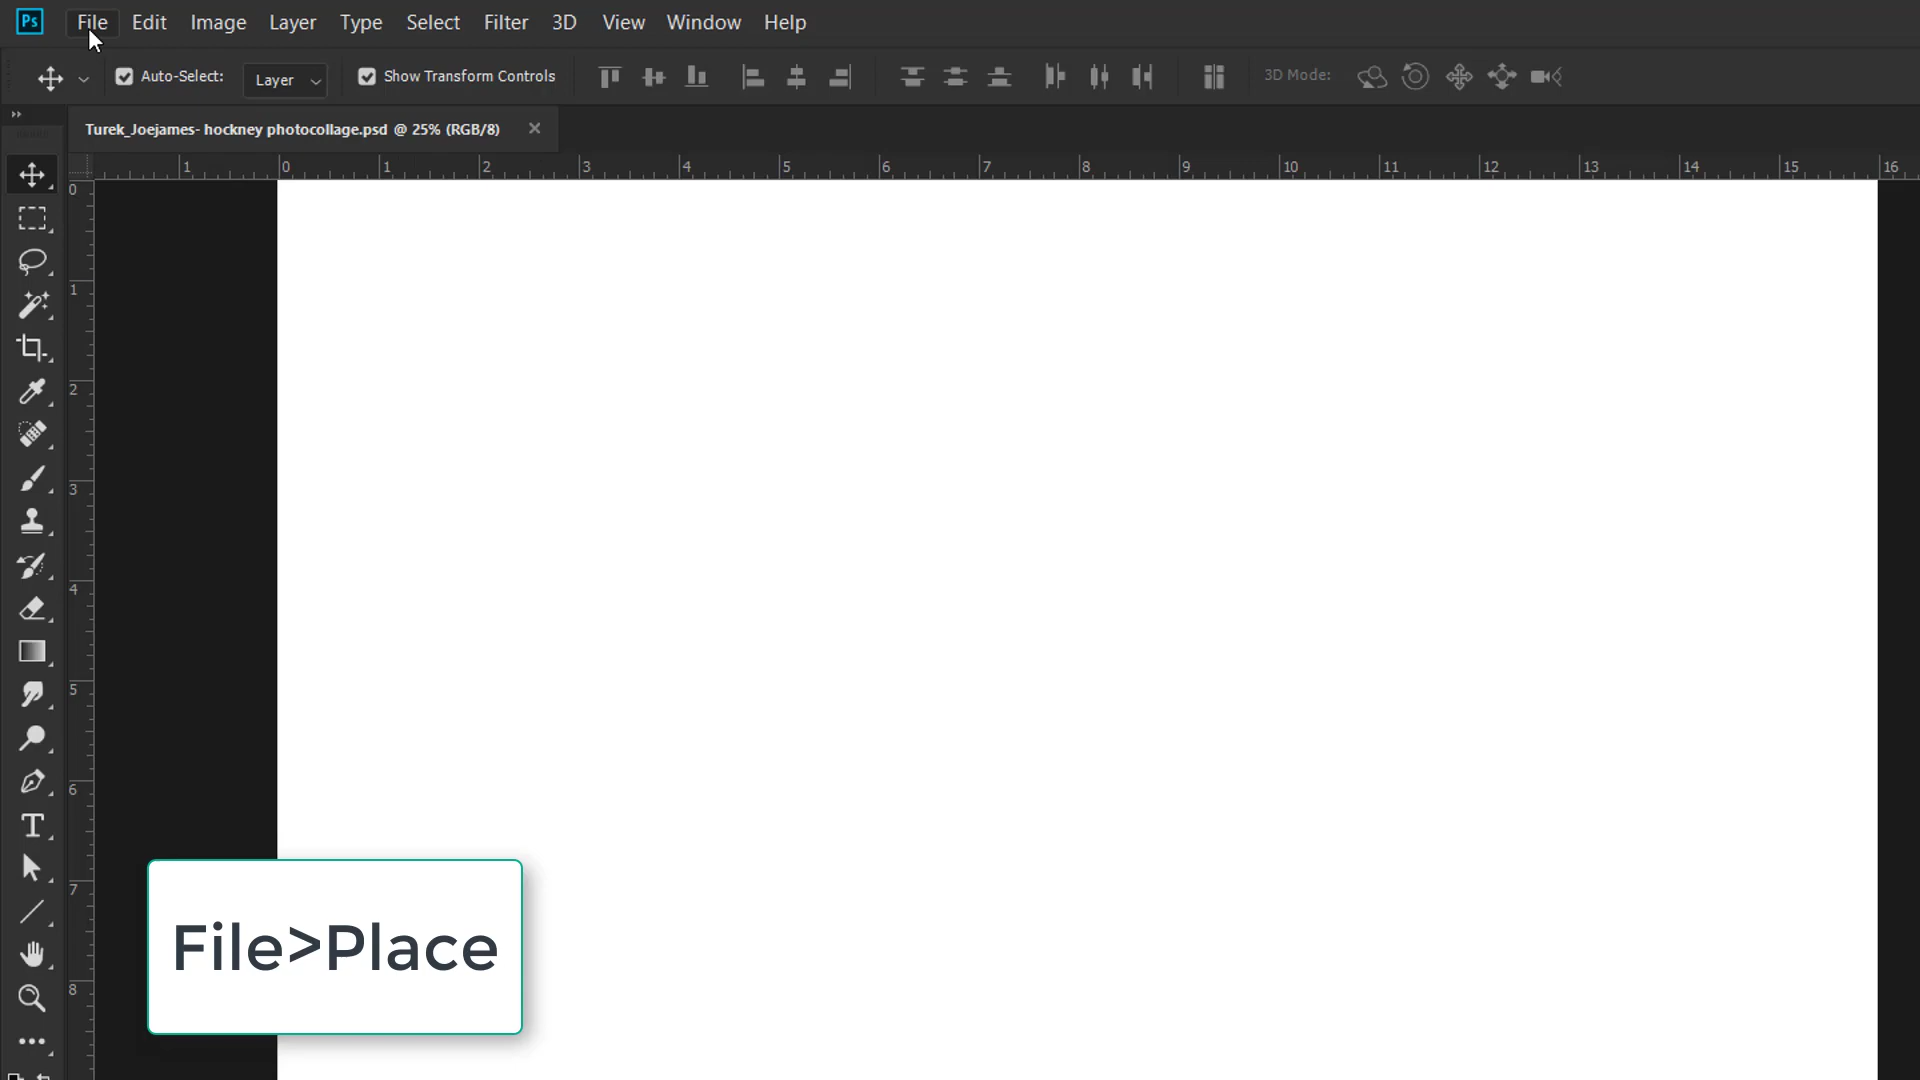 Ps File Edit Image Layer Type Select Filter 3D View Window Help
Auto-Select: Layer Show Transform Controls 3D Mode:
Turek_Joejames- hockney photocollage.psd @ 25% (RGB/8)
1 0 1 2 3 4 5 6 7 8 9 10 11 12 13 14 15 16
0
1
2
3
4
5
6
7
8
File>Place